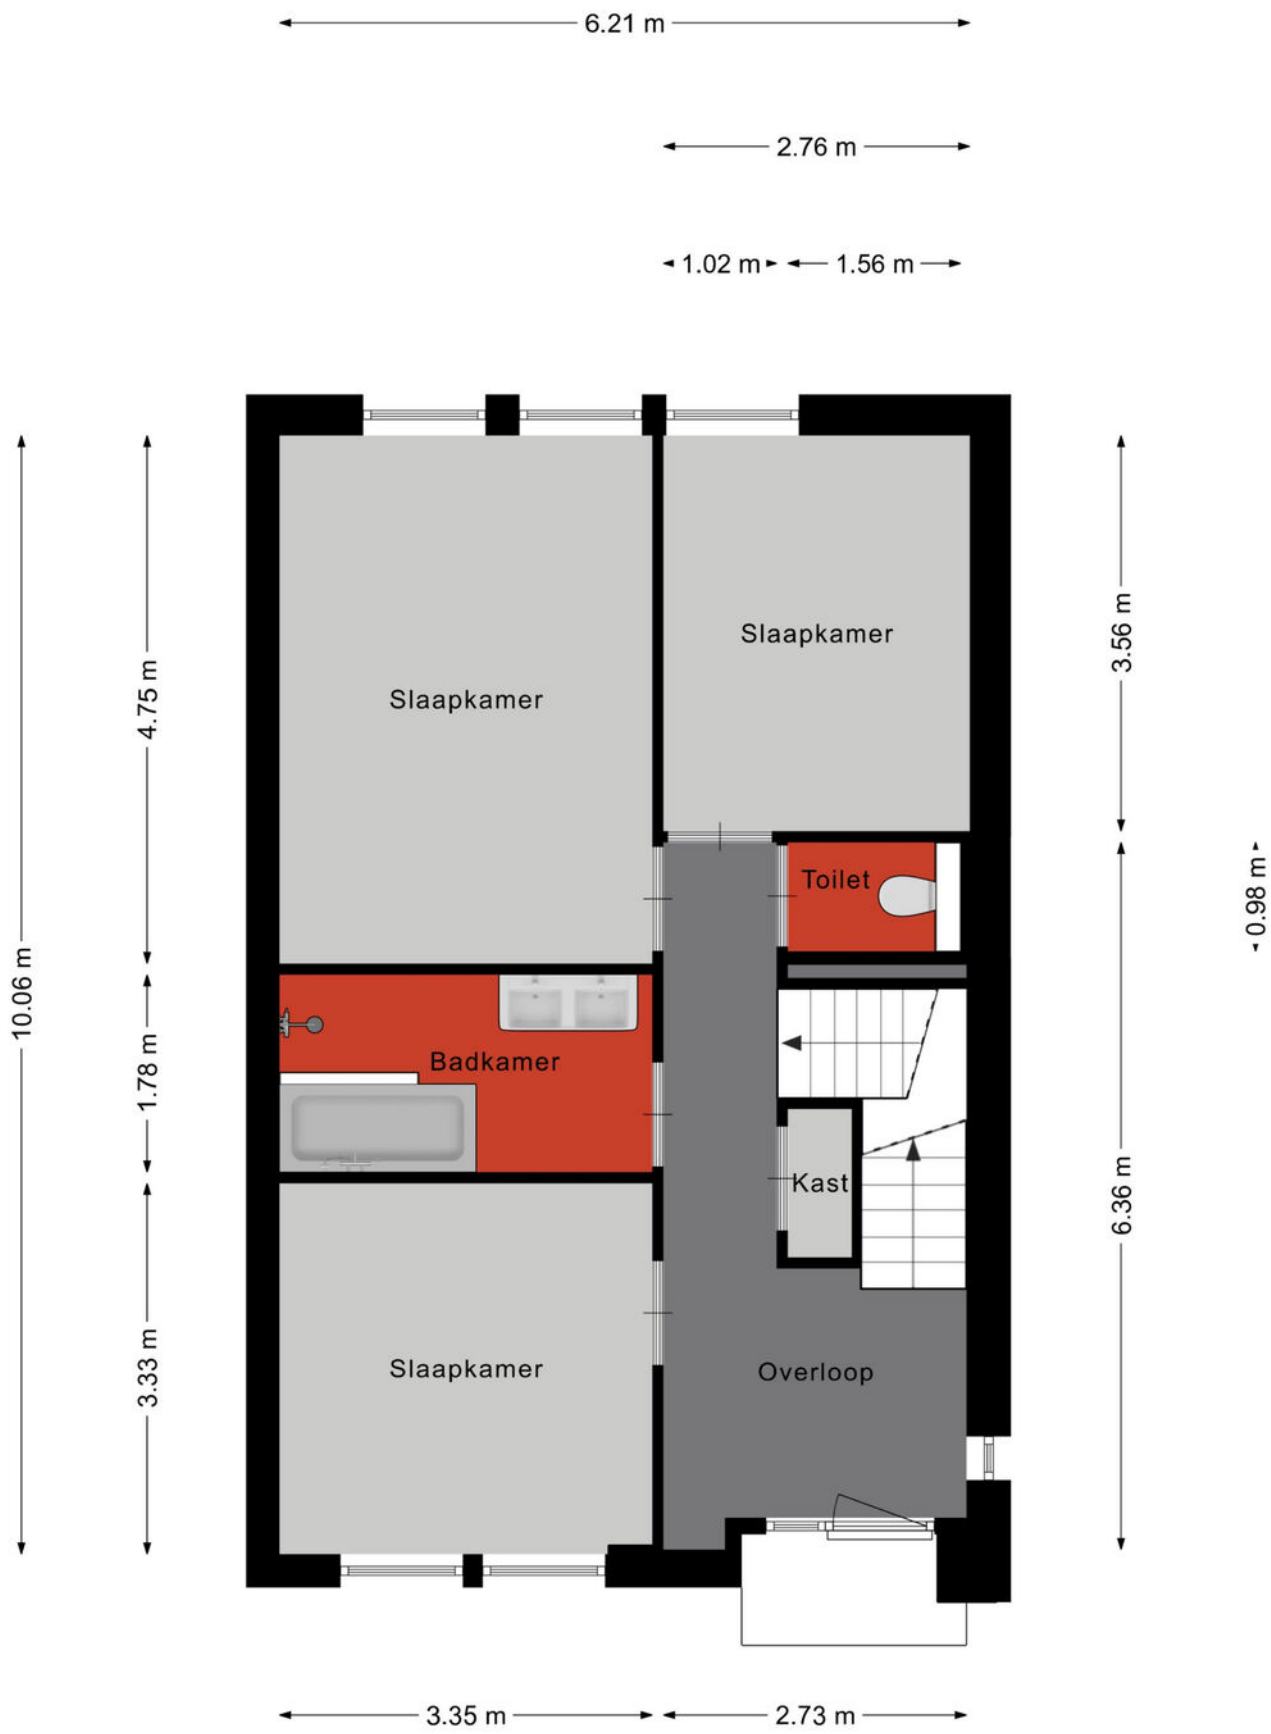 6.21 m
2.76 m
1.02 m
1.56 m
Slaapkamer
Slaapkamer
3.56 m
4.75 m
Toilet
0.98 m
10.06 m
Badkamer
1.78 m
Kast
6.36 m
Slaapkamer
Overloop
3.33 m
3.35 m
2.73 m